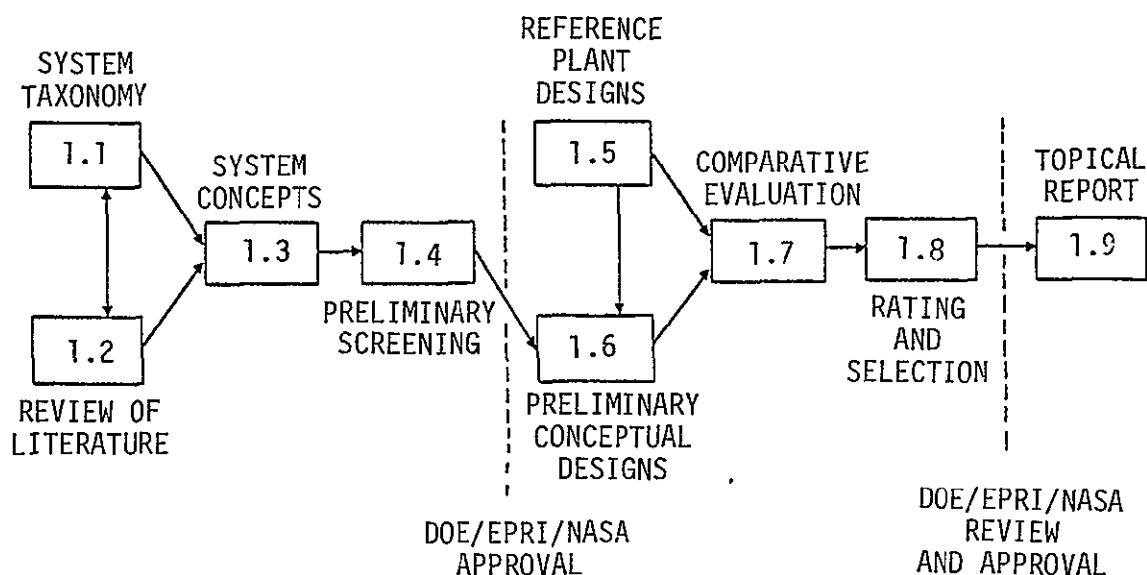 SYSTEM
TAXONOMY
1.1
1.2
REVIEW OF
LITERATURE
SYSTEM
CONCEPTS
1.3
1.4
PRELIMINARY
SCREENING
REFERENCE
PLANT
DESIGNS
1.5
1.6
PRELIMINARY
CONCEPTUAL
DESIGNS
COMPARATIVE
EVALUATION
1.7
1.8
RATING
AND
SELECTION
TOPICAL
REPORT
1.9
DOE/EPRI/NASA
APPROVAL
DOE/EPRI/NASA
REVIEW
AND APPROVAL